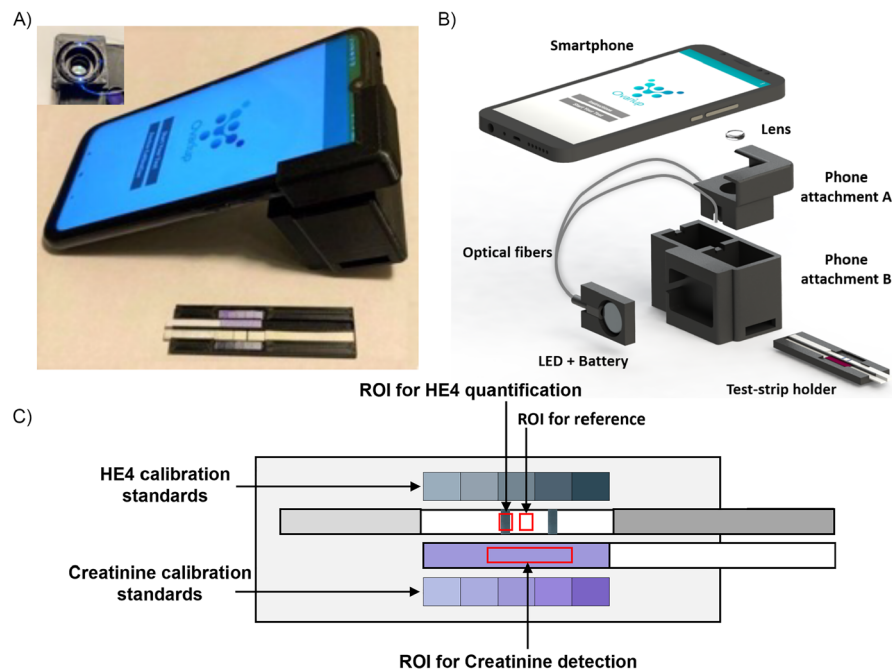 A)
B)
Smartphone
Ovarlup
Lens
Phone
attachment A
Optical fibers
Phone
attachment B
LED + Battery
Test-strip holder
ROI for HE4 quantification
C)
ROI for reference
HE4 calibration
standards
Creatinine calibration
standards
ROI for Creatinine detection